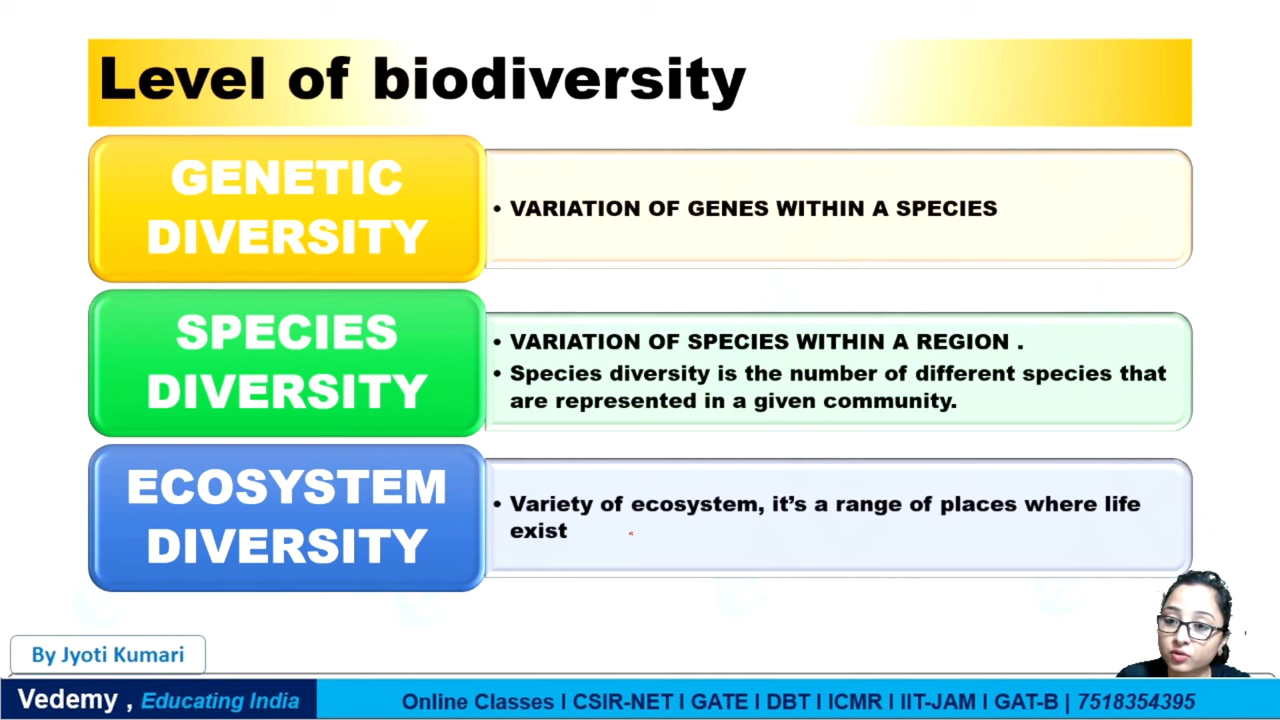 Level of biodiversity
GENETIC
DIVERSITY
• VARIATION OF GENES WITHIN A SPECIES
SPECIES
DIVERSITY
• VARIATION OF SPECIES WITHIN A REGION .
• Species diversity is the number of different species that
are represented in a given community.
ECOSYSTEM
DIVERSITY
• Variety of ecosystem, it’s a range of places where life
exist
By Jyoti Kumari
Vedemy , Educating India
Online Classes I CSIR-NET I GATE I DBT I ICMR I IIT-JAM I GAT-B | 7518354395